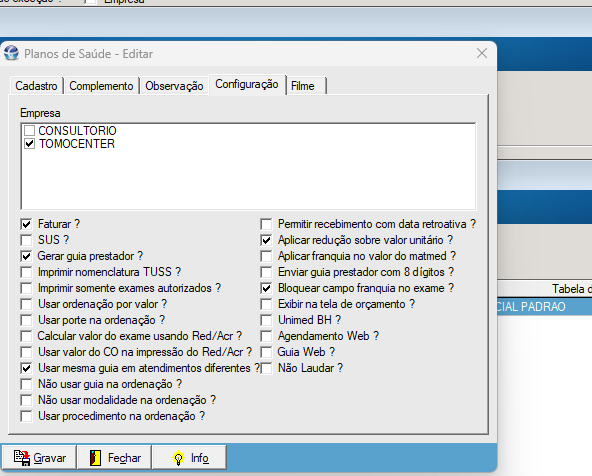 exceção ?
Empresa
Planos de Saúde - Editar
Cadastro
Complemento
Observação
Configuração
Filme
Empresa
CONSULTORIO
TOMOCENTER
Faturar ?
SUS ?
Gerar guia prestador ?
Imprimir nomenclatura TUSS ?
Imprimir somente exames autorizados ?
Usar ordenação por valor ?
Usar porte na ordenação ?
Calcular valor do exame usando Red/Acr ?
Usar valor do CO na impressão do Red/Acr ?
Usar mesma guia em atendimentos diferentes ?
Não usar guia na ordenação ?
Não usar modalidade na ordenação ?
Usar procedimento na ordenação ?
Permitir recebimento com data retroativa ?
Aplicar redução sobre valor unitário ?
Aplicar franquia no valor do matmed ?
Enviar guia prestador com 8 dígitos ?
Bloquear campo franquia no exame ?
Exibir na tela de orçamento ?
Unimed BH ?
Agendamento Web ?
Guia Web ?
Não Laudar ?
Tabela d
CIAL PADRAO
Gravar
Fechar
Info